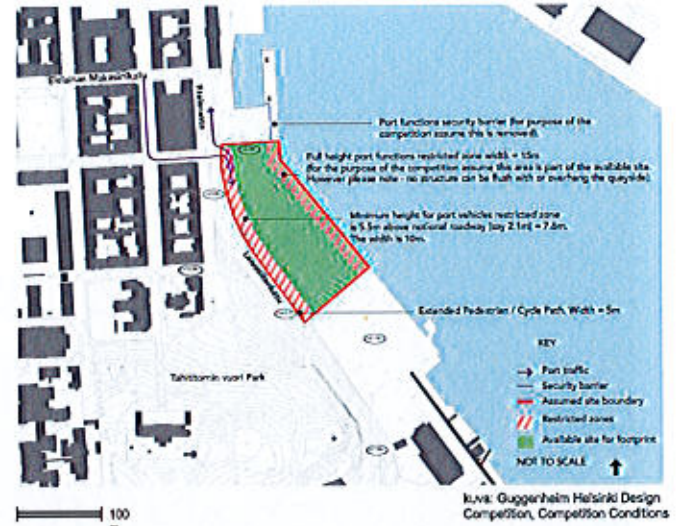 Eteläinen Makasiinikatu
Port functions security barrier (for purpose of the
competition assume this is removed).
Full height port functions restricted zone width = 15m
(for the purpose of the competition assume this area is part of the available site.
However please note - no structure can be flush with or overhang the quayside)
Minimum height for port vehicles restricted zone
is 5.5m above notional roadway (say 2.1m) = 7.6m.
The width is 10m.
Laivasillankatu
Extended Pedestrian / Cycle Path, Width = 5m
Tähtitornin vuori Park
KEY
Port traffic
Security barrier
Assumed site boundary
Restricted zones
Available site for footprint
NOT TO SCALE
100
kuva: Guggenheim Helsinki Design
Competition, Competition Conditions